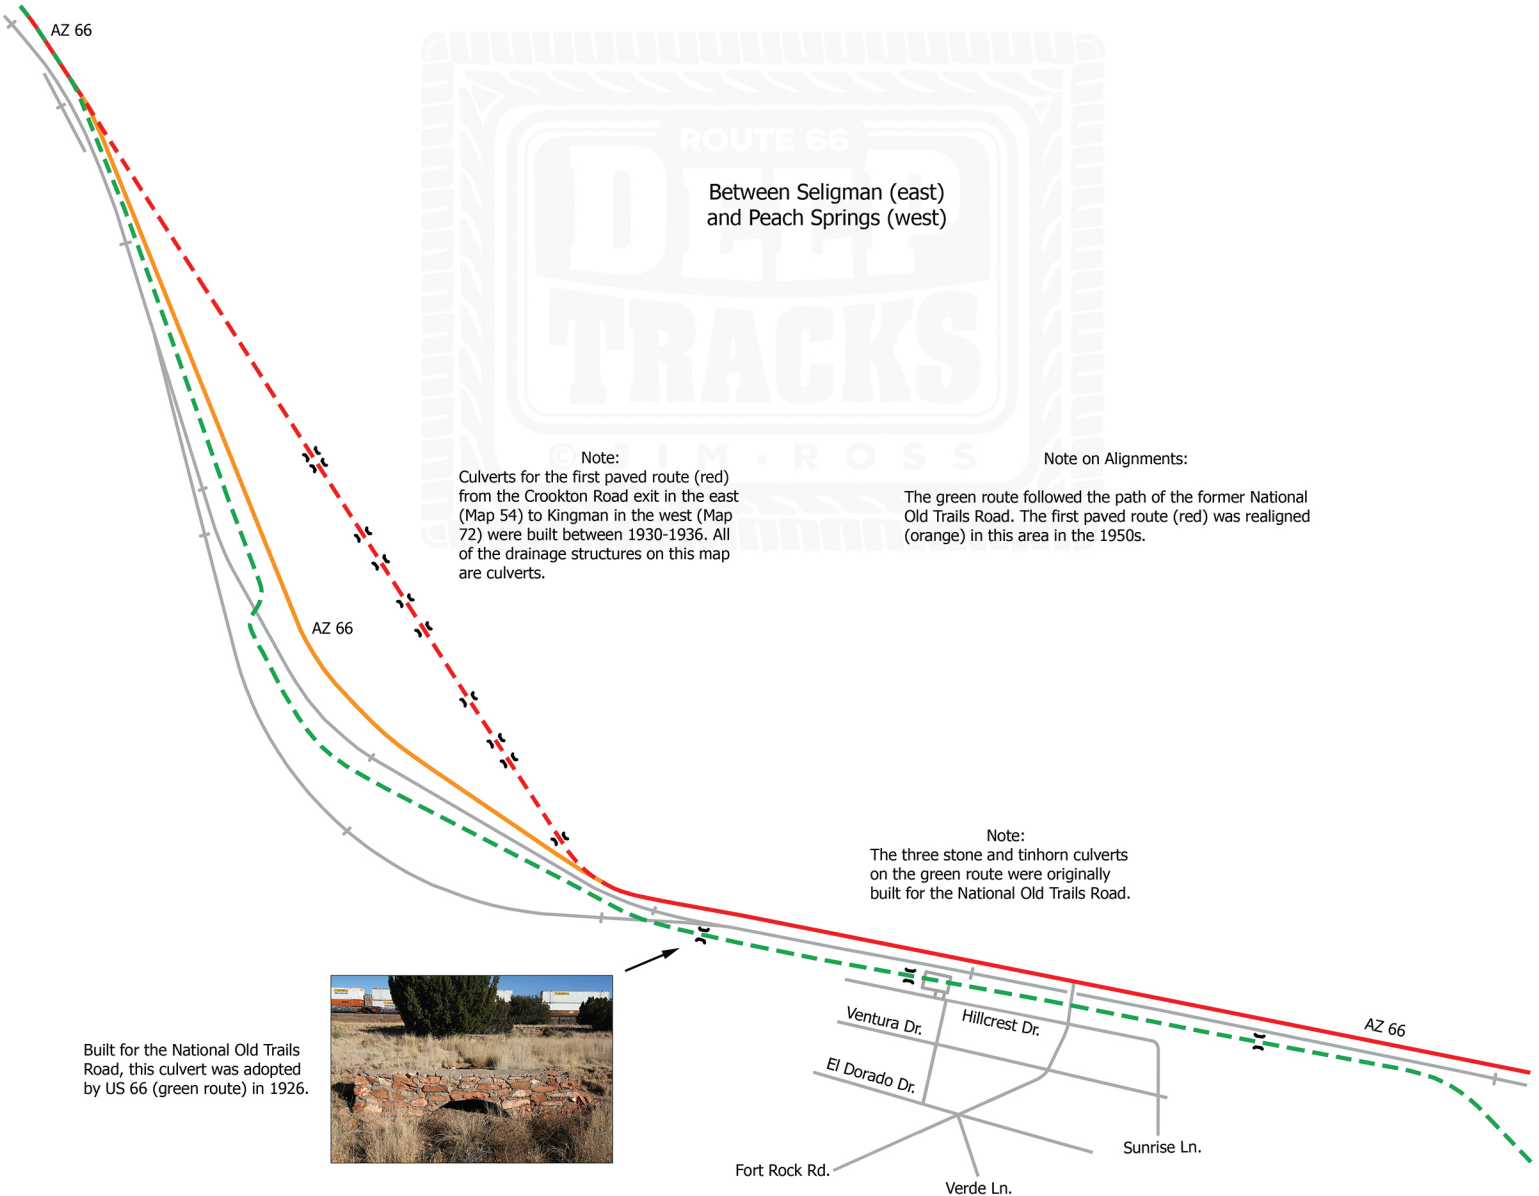 AZ 66
ROUTE 66
DEEP
TRACKS
© JIM • ROSS
Between Seligman (east)
and Peach Springs (west)
Note:
Culverts for the first paved route (red)
from the Crookton Road exit in the east
(Map 54) to Kingman in the west (Map
72) were built between 1930-1936. All
of the drainage structures on this map
are culverts.
Note on Alignments:
The green route followed the path of the former National
Old Trails Road. The first paved route (red) was realigned
(orange) in this area in the 1950s.
AZ 66
Note:
The three stone and tinhorn culverts
on the green route were originally
built for the National Old Trails Road.
Built for the National Old Trails
Road, this culvert was adopted
by US 66 (green route) in 1926.
Ventura Dr.
Hillcrest Dr.
El Dorado Dr.
AZ 66
Sunrise Ln.
Fort Rock Rd.
Verde Ln.